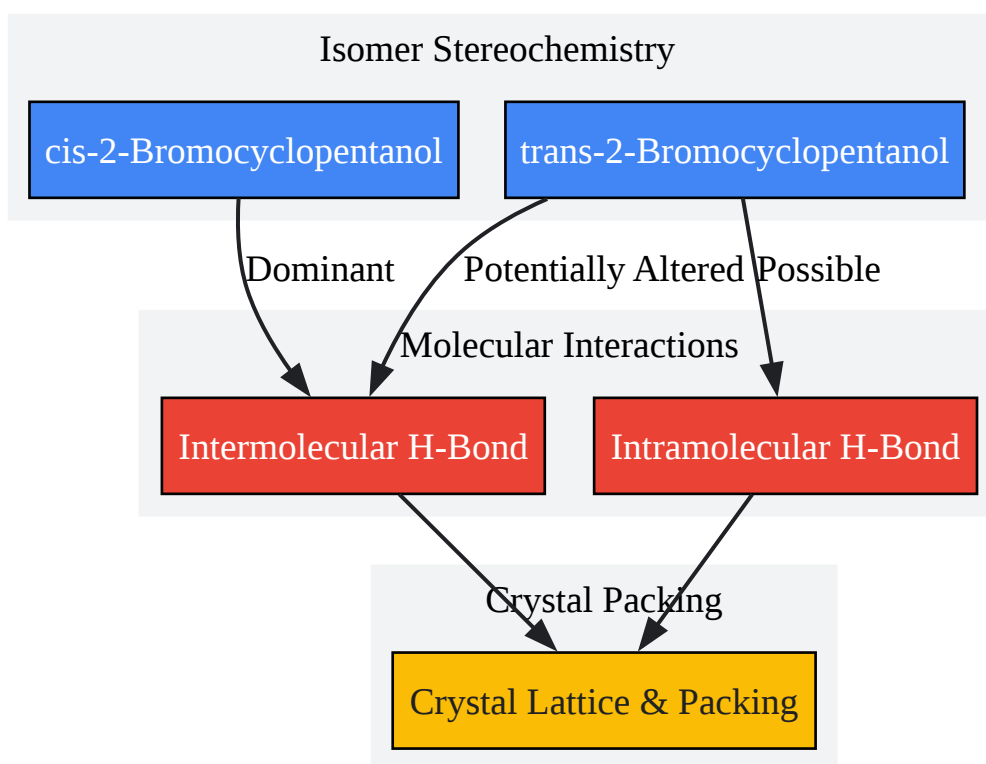 Isomer Stereochemistry
cis-2-Bromocyclopentanol
trans-2-Bromocyclopentanol
Dominant
Potentially Altered
Possible
Molecular Interactions
Intermolecular H-Bond
Intramolecular H-Bond
Crystal Packing
Crystal Lattice & Packing